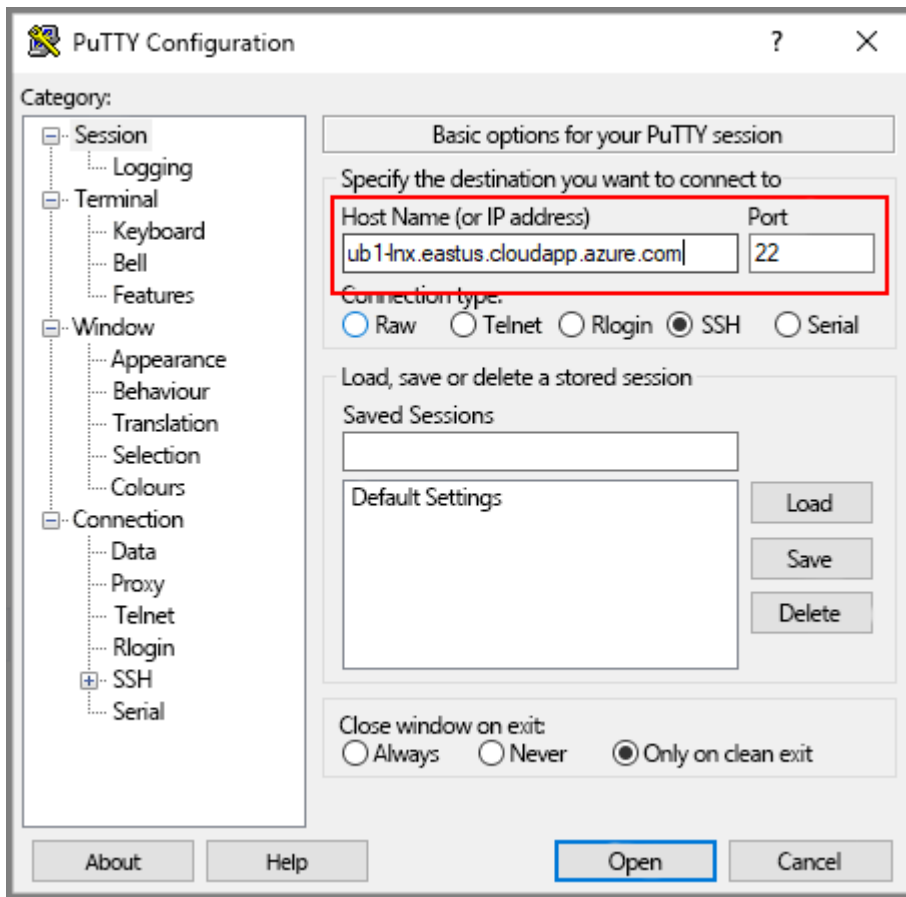 PuTTY Configuration
?
Category:
Session
Logging
Terminal
Keyboard
Bell
Features
Window
Appearance
Behaviour
Translation
Selection
Colours
Connection
Data
Proxy
Telnet
Rlogin
SSH
Serial
Basic options for your PuTTY session
Specify the destination you want to connect to
Host Name (or IP address) Port
ub1-lnx.eastus.cloudapp.azure.com 22
Connection type:
Raw Telnet Rlogin SSH Serial
Load, save or delete a stored session
Saved Sessions
Default Settings
Load
Save
Delete
Close window on exit:
Always Never Only on clean exit
About Help Open Cancel